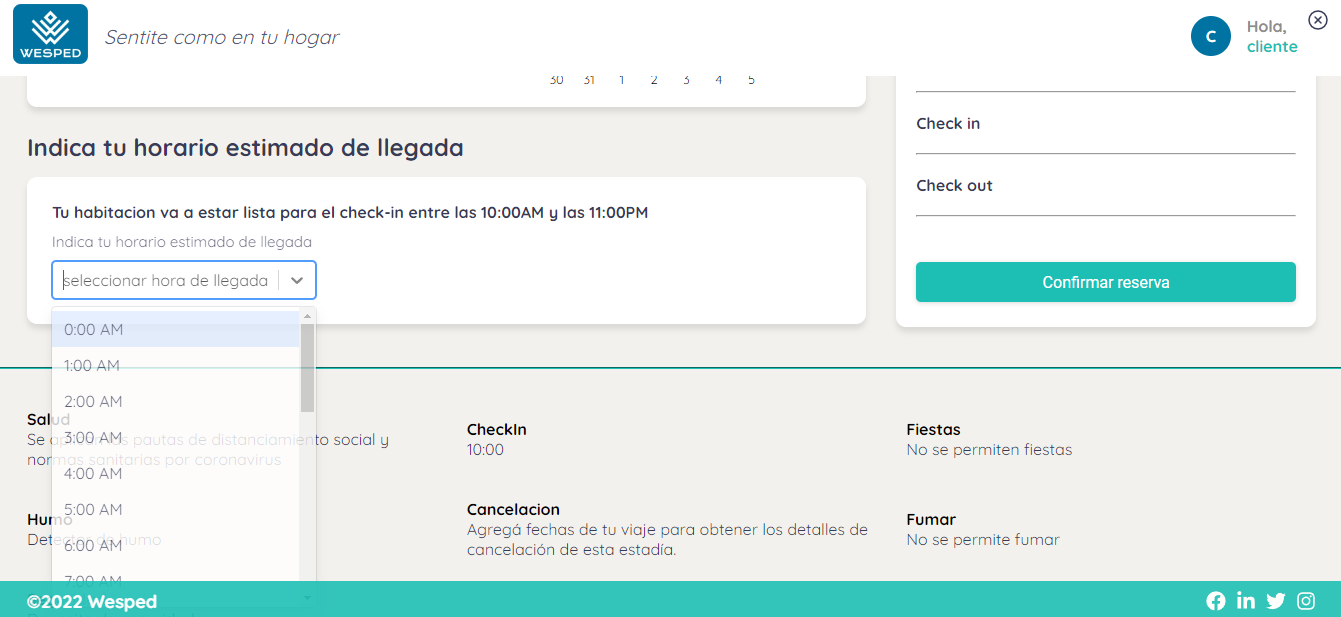 WESPED
Sentite como en tu hogar
C
Hola,
cliente
30 31 1 2 3 4 5
Check in
Check out
Confirmar reserva
Indica tu horario estimado de llegada
Tu habitacion va a estar lista para el check-in entre las 10:00AM y las 11:00PM
Indica tu horario estimado de llegada
seleccionar hora de llegada
0:00 AM
1:00 AM
2:00 AM
3:00 AM
4:00 AM
5:00 AM
6:00 AM
7:00 AM
Salud
Se pautas de distanciamiento social y
normas sanitarias por coronavirus
Humo
Detector de humo
CheckIn
10:00
Cancelacion
Agregá fechas de tu viaje para obtener los detalles de
cancelación de esta estadía.
Fiestas
No se permiten fiestas
Fumar
No se permite fumar
©2022 Wesped